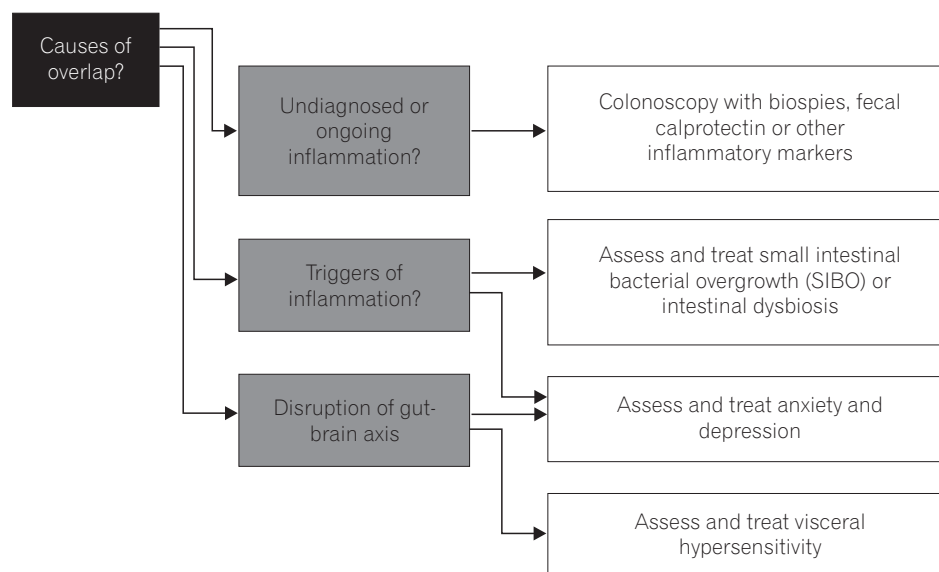 Causes of
overlap?
Undiagnosed or
ongoing
inflammation?
Colonoscopy with biospies, fecal
calprotectin or other
inflammatory markers
Triggers of
inflammation?
Assess and treat small intestinal
bacterial overgrowth (SIBO) or
intestinal dysbiosis
Disruption of gut-
brain axis
Assess and treat anxiety and
depression
Assess and treat visceral
hypersensitivity